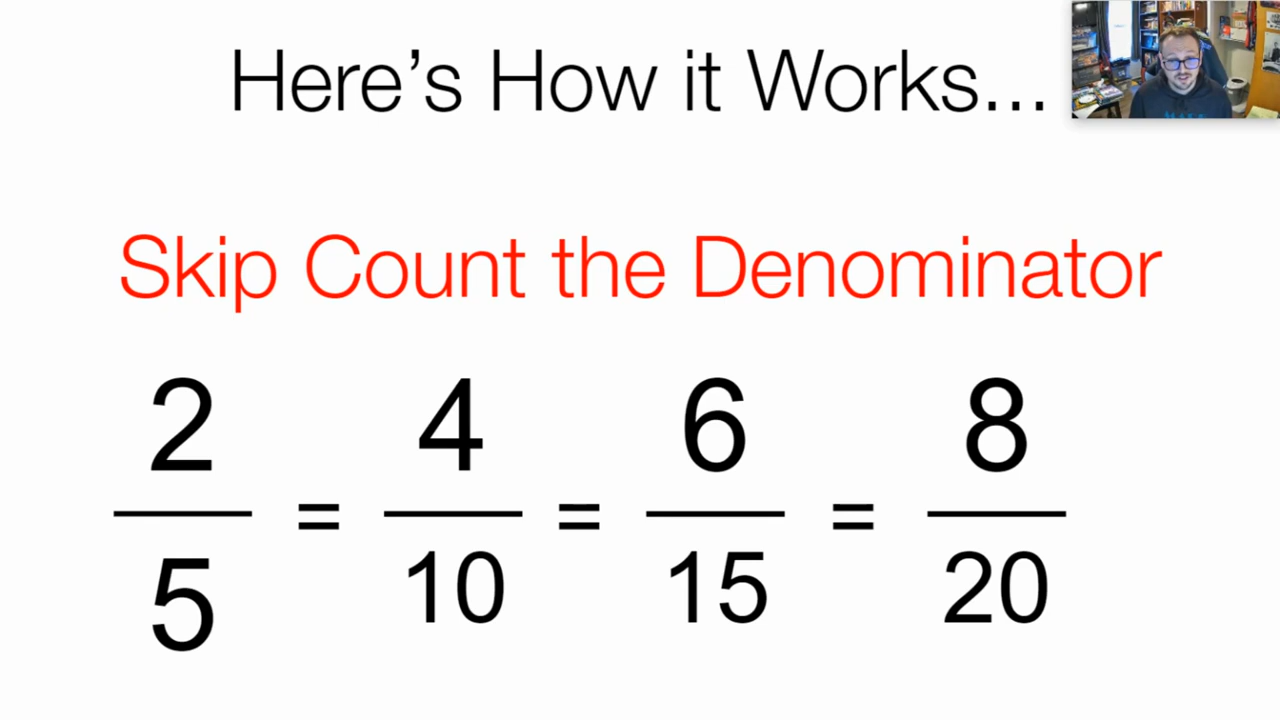 Here’s How it Works...
Skip Count the Denominator
2/5 = 4/10 = 6/15 = 8/20